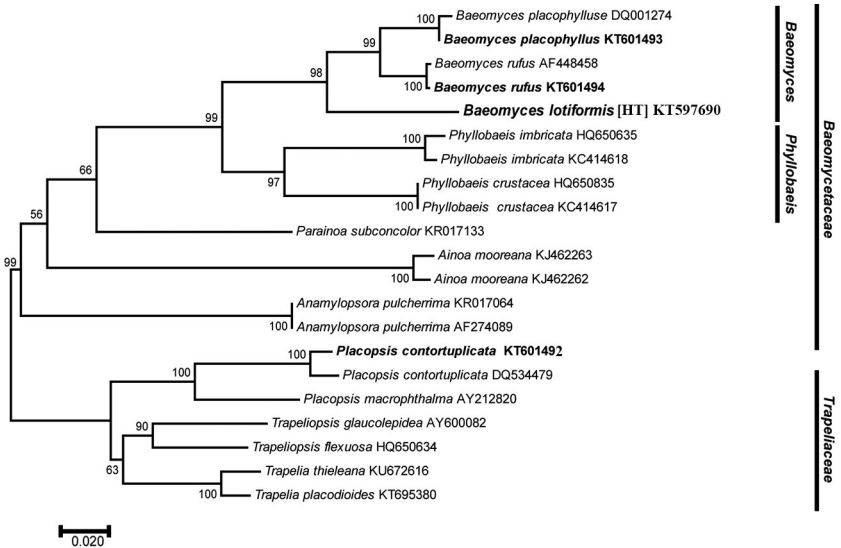 100
Baeomyces placophylluse DQ001274
Baeomyces placophyllus KT601493
99
Baeomyces rufus AF448458
100
Baeomyces rufus KT601494
98
Baeomyces lotiformis [HT] KT597690
99
100
Phyllobaeis imbricata HQ650635
Phyllobaeis imbricata KC414618
97
Phyllobaeis crustacea HQ650835
100
Phyllobaeis crustacea KC414617
66
Parainoa subconcolor KR017133
56
Ainoa mooreana KJ462263
100
Ainoa mooreana KJ462262
99
Anamylopsora pulcherrima KR017064
100
Anamylopsora pulcherrima AF274089
100
Placopsis contortuplicata KT601492
100
Placopsis contortuplicata DQ534479
Placopsis macrophthalma AY212820
90
Trapeliopsis glaucolepidea AY600082
Trapeliopsis flexuosa HQ650634
63
Trapelia thieleana KU672616
100
Trapelia placodioides KT695380
Baeomyces
Phyllobaeis
Baeomycetaceae
Trapeliaceae
0.020